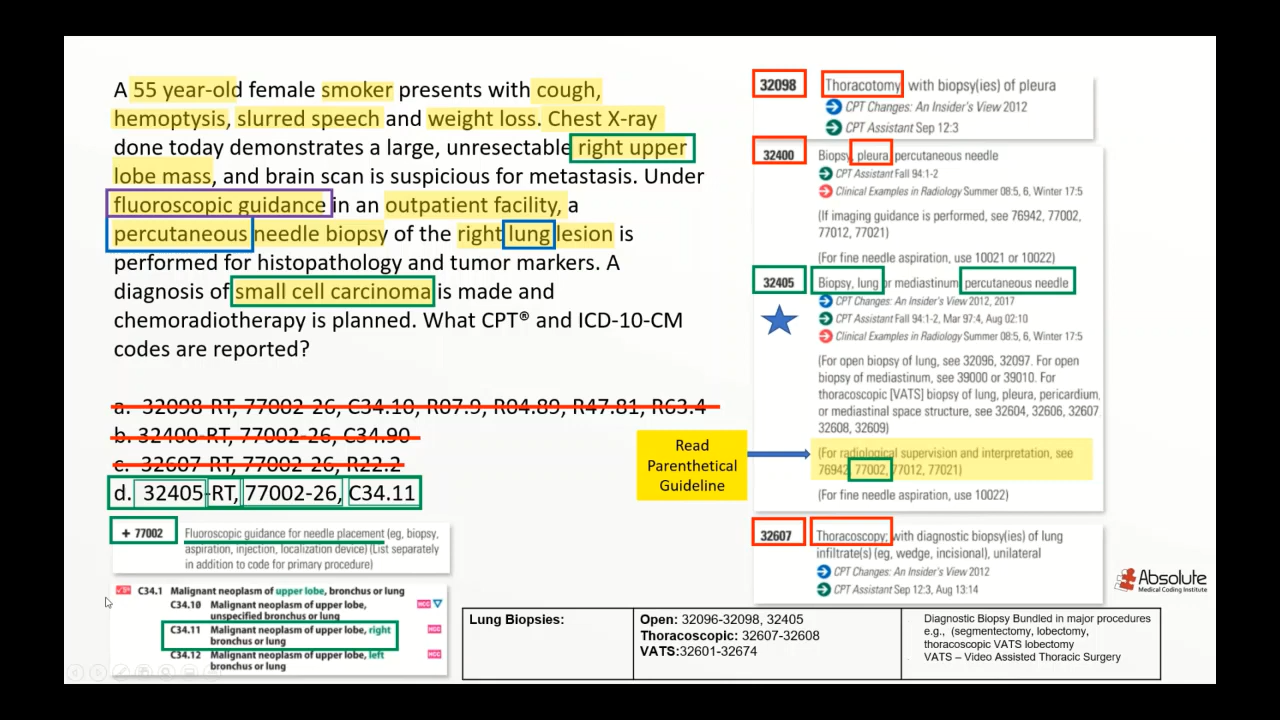 A 55 year-old female smoker presents with cough,
hemoptysis, slurred speech and weight loss. Chest X-ray
done today demonstrates a large, unresectable right upper
lobe mass, and brain scan is suspicious for metastasis. Under
fluoroscopic guidance in an outpatient facility, a
percutaneous needle biopsy of the right lung lesion is
performed for histopathology and tumor markers. A
diagnosis of small cell carcinoma is made and
chemoradiotherapy is planned. What CPT® and ICD-10-CM
codes are reported?
a. 32098-RT, 77002-26, C34.10, R07.9, R04.89, R47.81, R63.4
b. 32400-RT, 77002-26, C34.90
c. 32607-RT, 77002-26, R22.2
d. 32405-RT, 77002-26, C34.11
+ 77002 Fluoroscopic guidance for needle placement (eg, biopsy,
aspiration, injection, localization device) (List separately
in addition to code for primary procedure)
C34.1 Malignant neoplasm of upper lobe, bronchus or lung
C34.10 Malignant neoplasm of upper lobe,
unspecified bronchus or lung
HCC
C34.11 Malignant neoplasm of upper lobe, right
bronchus or lung
HCC
C34.12 Malignant neoplasm of upper lobe, left
bronchus or lung
HCC
32098 Thoracotomy, with biopsy(ies) of pleura
CPT Changes: An Insider's View 2012
CPT Assistant Sep 12:3
32400 Biopsy, pleura, percutaneous needle
CPT Assistant Fall 94:1-2
Clinical Examples in Radiology Summer 08:5, 6, Winter 17:5
(If imaging guidance is performed, see 76942, 77002,
77012, 77021)
(For fine needle aspiration, use 10021 or 10022)
32405 Biopsy, lung or mediastinum, percutaneous needle
CPT Changes: An Insider's View 2012, 2017
CPT Assistant Fall 94:1-2, Mar 97:4, Aug 02:10
Clinical Examples in Radiology Summer 08:5, 6, Winter 17:5
(For open biopsy of lung, see 32096, 32097. For open
biopsy of mediastinum, see 39000 or 39010. For
thoracoscopic [VATS] biopsy of lung, pleura, pericardium,
or mediastinal space structure, see 32604, 32606, 32607
32608, 32609)
Read
Parenthetical
Guideline
(For radiological supervision and interpretation, see
76942, 77002, 77012, 77021)
(For fine needle aspiration, use 10022)
32607 Thoracoscopy; with diagnostic biopsy(ies) of lung
infiltrate(s) (eg, wedge, incisional), unilateral
CPT Changes: An Insider's View 2012
CPT Assistant Sep 12:3, Aug 13:14
Absolute
Medical Coding Institute
Lung Biopsies:
Open: 32096-32098, 32405
Thoracoscopic: 32607-32608
VATS:32601-32674
Diagnostic Biopsy Bundled in major procedures
e.g., (segmentectomy, lobectomy,
thoracoscopic VATS lobectomy
VATS – Video Assisted Thoracic Surgery